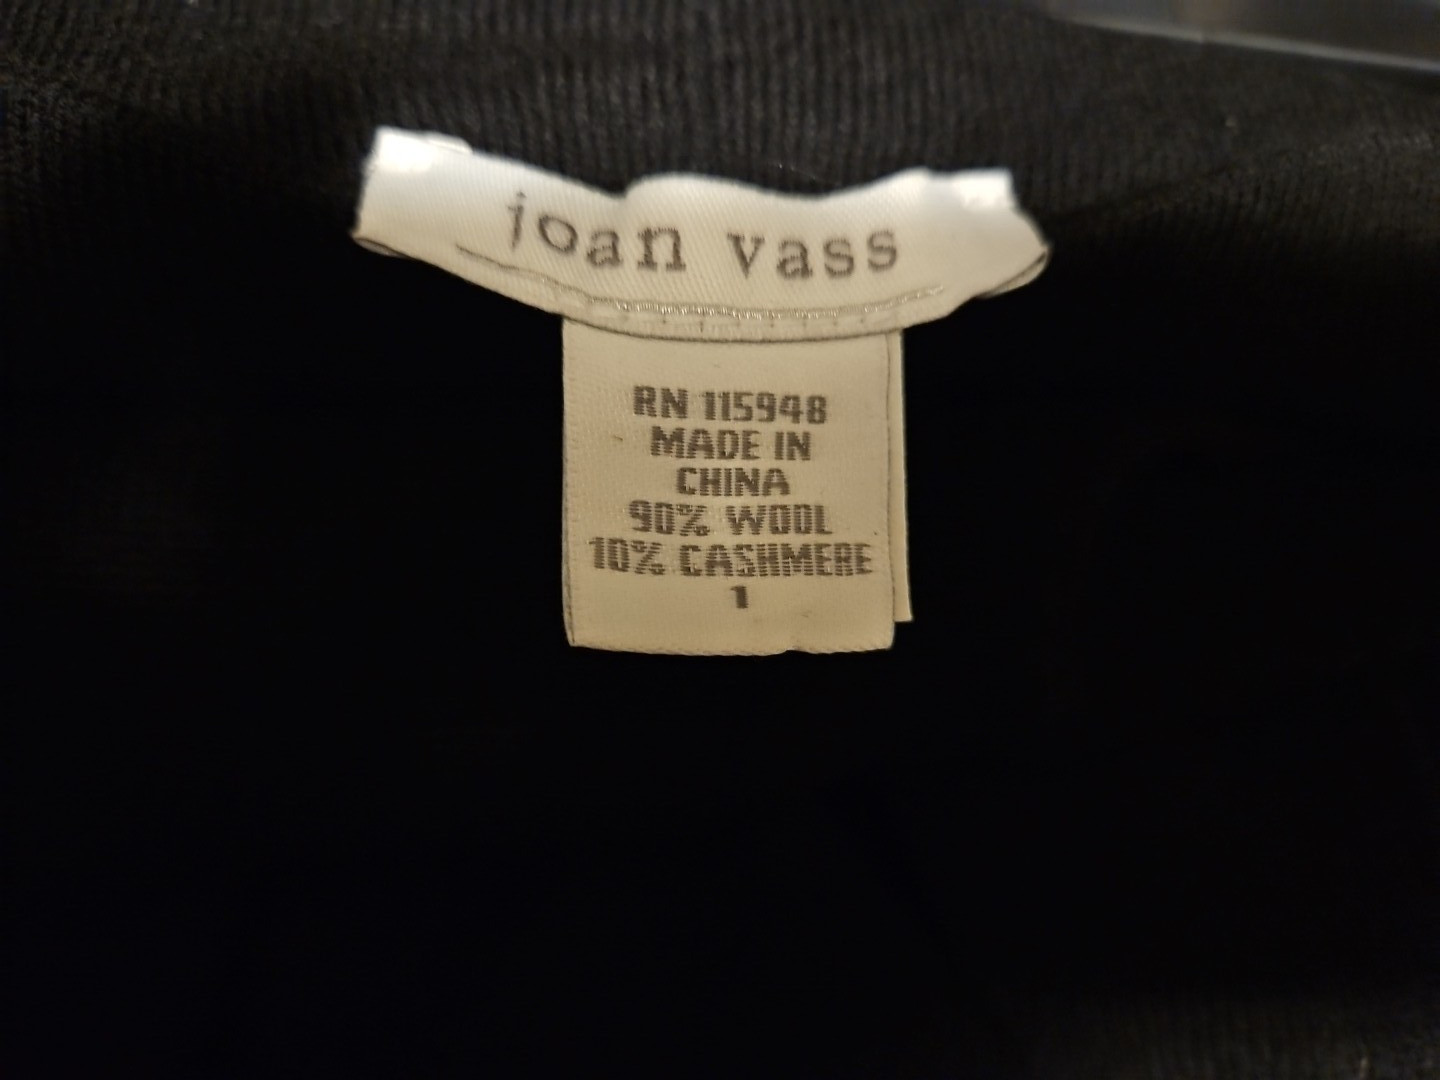 joan vass
RN 115948
MADE IN
CHINA
90% WOOL
10% CASHMERE
1